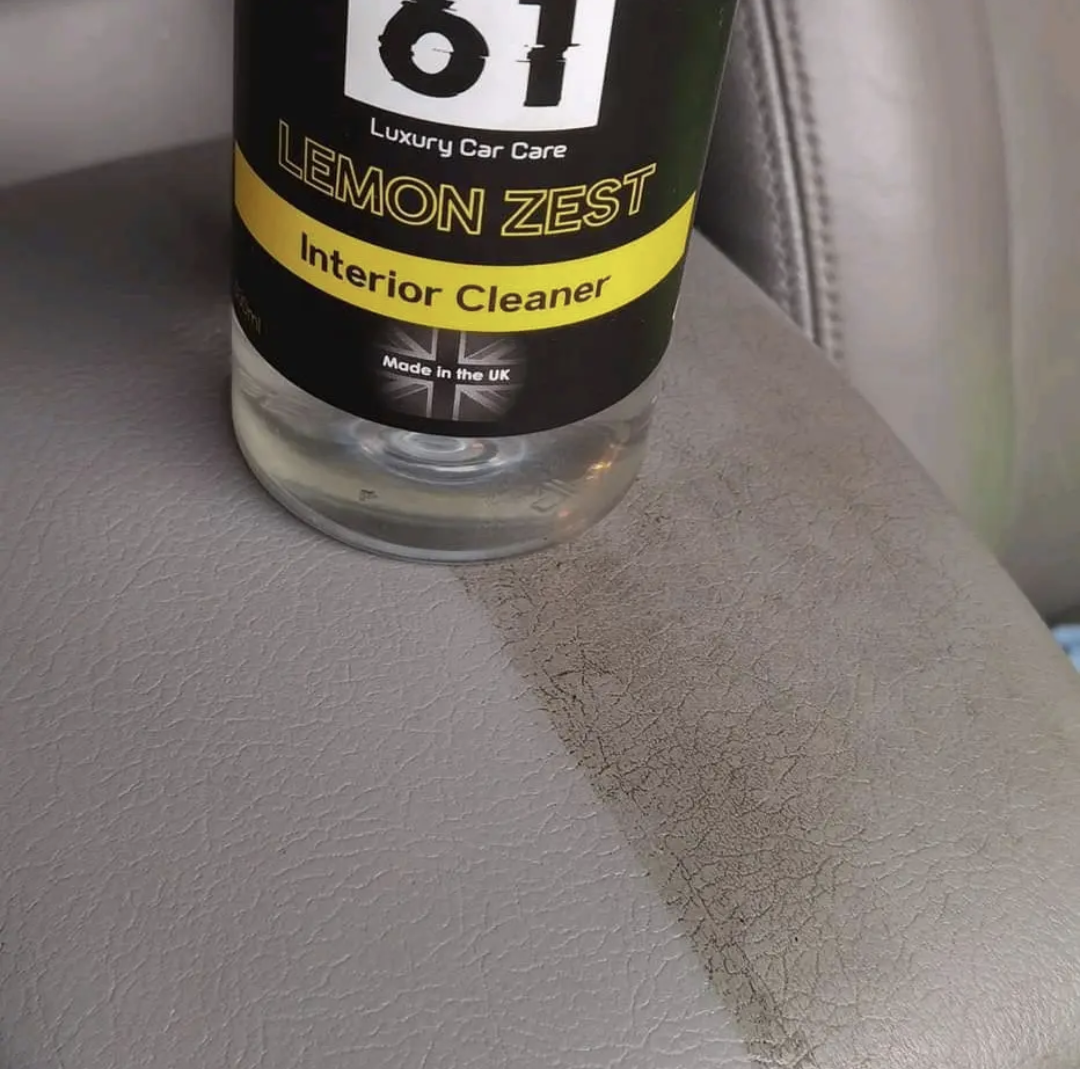 61
Luxury Car Care
LEMON ZEST
Interior Cleaner
Made in the UK